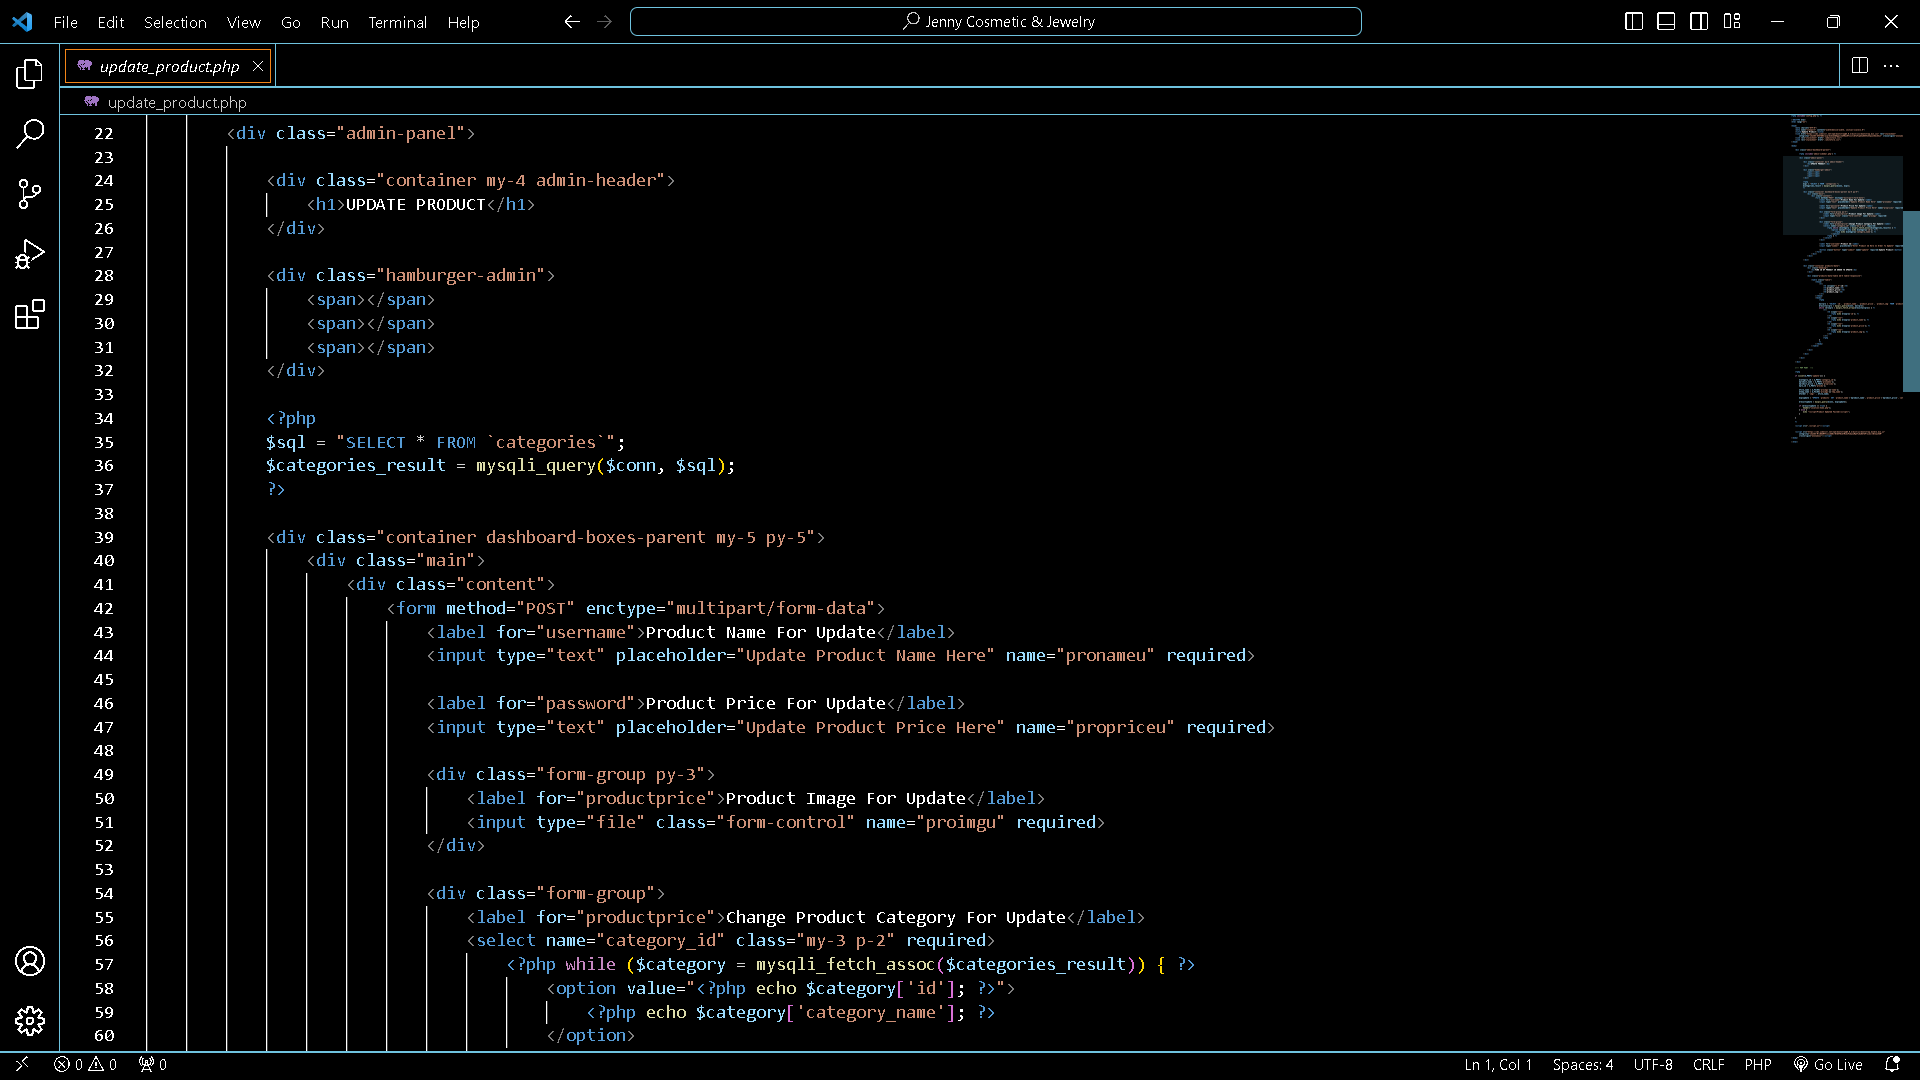 File Edit Selection View Go Run Terminal Help
Jenny Cosmetic & Jewelry
update_product.php
update_product.php
22 <div class="admin-panel">
23
24 <div class="container my-4 admin-header">
25 <h1>UPDATE PRODUCT</h1>
26 </div>
27
28 <div class="hamburger-admin">
29 <span></span>
30 <span></span>
31 <span></span>
32 </div>
33
34 <?php
35 $sql = "SELECT * FROM `categories`";
36 $categories_result = mysqli_query($conn, $sql);
37 ?>
38
39 <div class="container dashboard-boxes-parent my-5 py-5">
40 <div class="main">
41 <div class="content">
42 <form method="POST" enctype="multipart/form-data">
43 <label for="username">Product Name For Update</label>
44 <input type="text" placeholder="Update Product Name Here" name="pronameu" required>
45
46 <label for="password">Product Price For Update</label>
47 <input type="text" placeholder="Update Product Price Here" name="propriceu" required>
48
49 <div class="form-group py-3">
50 <label for="productprice">Product Image For Update</label>
51 <input type="file" class="form-control" name="proimgu" required>
52 </div>
53
54 <div class="form-group">
55 <label for="productprice">Change Product Category For Update</label>
56 <select name="category_id" class="my-3 p-2" required>
57 <?php while ($category = mysqli_fetch_assoc($categories_result)) { ?>
58 <option value="<?php echo $category['id']; ?>">
59 <?php echo $category['category_name']; ?>
60 </option>
0 0 0 Ln 1, Col 1 Spaces: 4 UTF-8 CRLF PHP Go Live